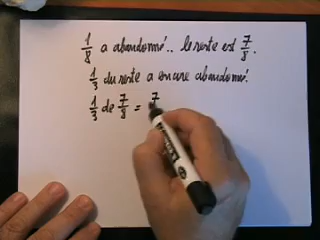 1/8 a abandonné.. le reste est 7/8.
1/3 du reste a encore abandonné.
1/3 de 7/8 = 7